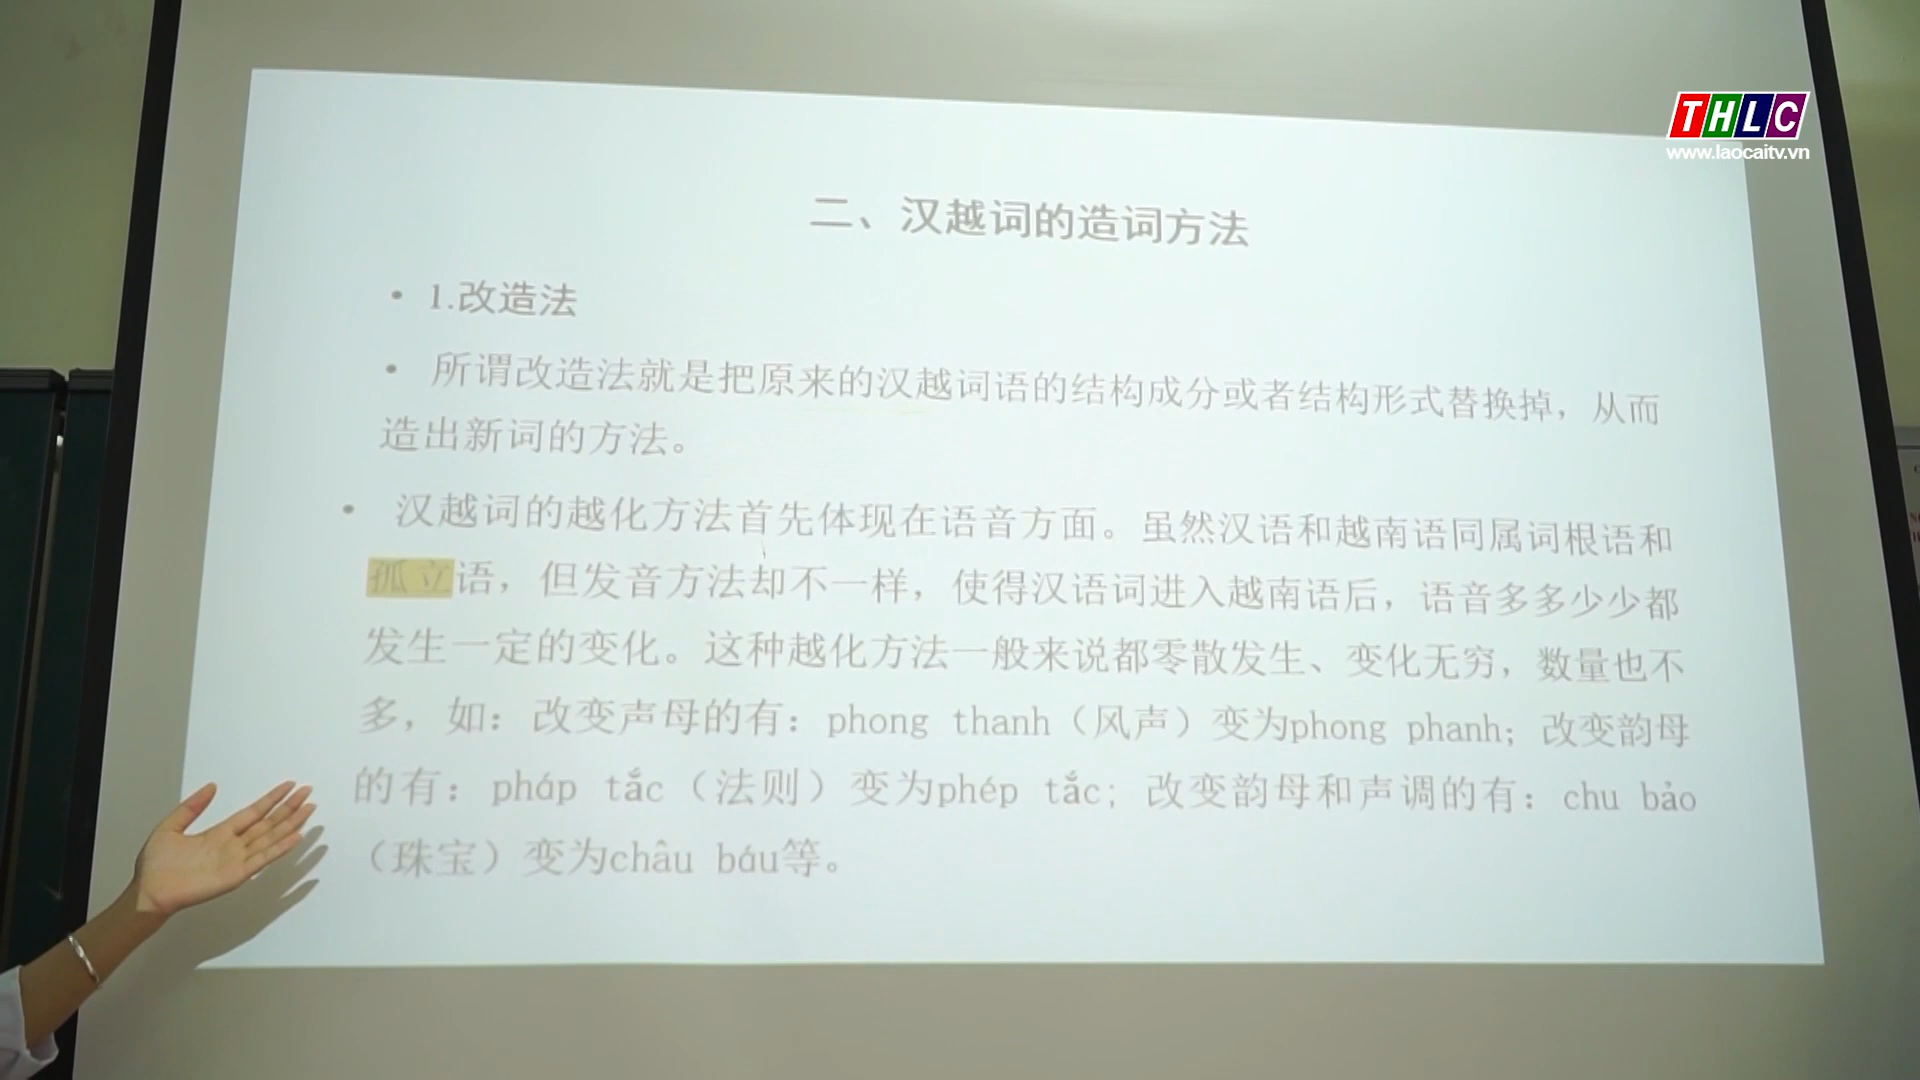 THLC
www.laocaitv.vn
二、汉越词的造词方法
• 1.改造法
• 所谓改造法就是把原来的汉越词语的结构成分或者结构形式替换掉，从而
造出新词的方法。
• 汉越词的越化方法首先体现在语音方面。虽然汉语和越南语同属词根语和
孤立语，但发音方法却不一样，使得汉语词进入越南语后，语音多多少少都
发生一定的变化。这种越化方法一般来说都零散发生、变化无穷，数量也不
多，如：改变声母的有：phong thanh（风声）变为phong phanh；改变韵母
的有：pháp tắc（法则）变为phép tắc；改变韵母和声调的有：chu bảo
（珠宝）变为châu báu等。